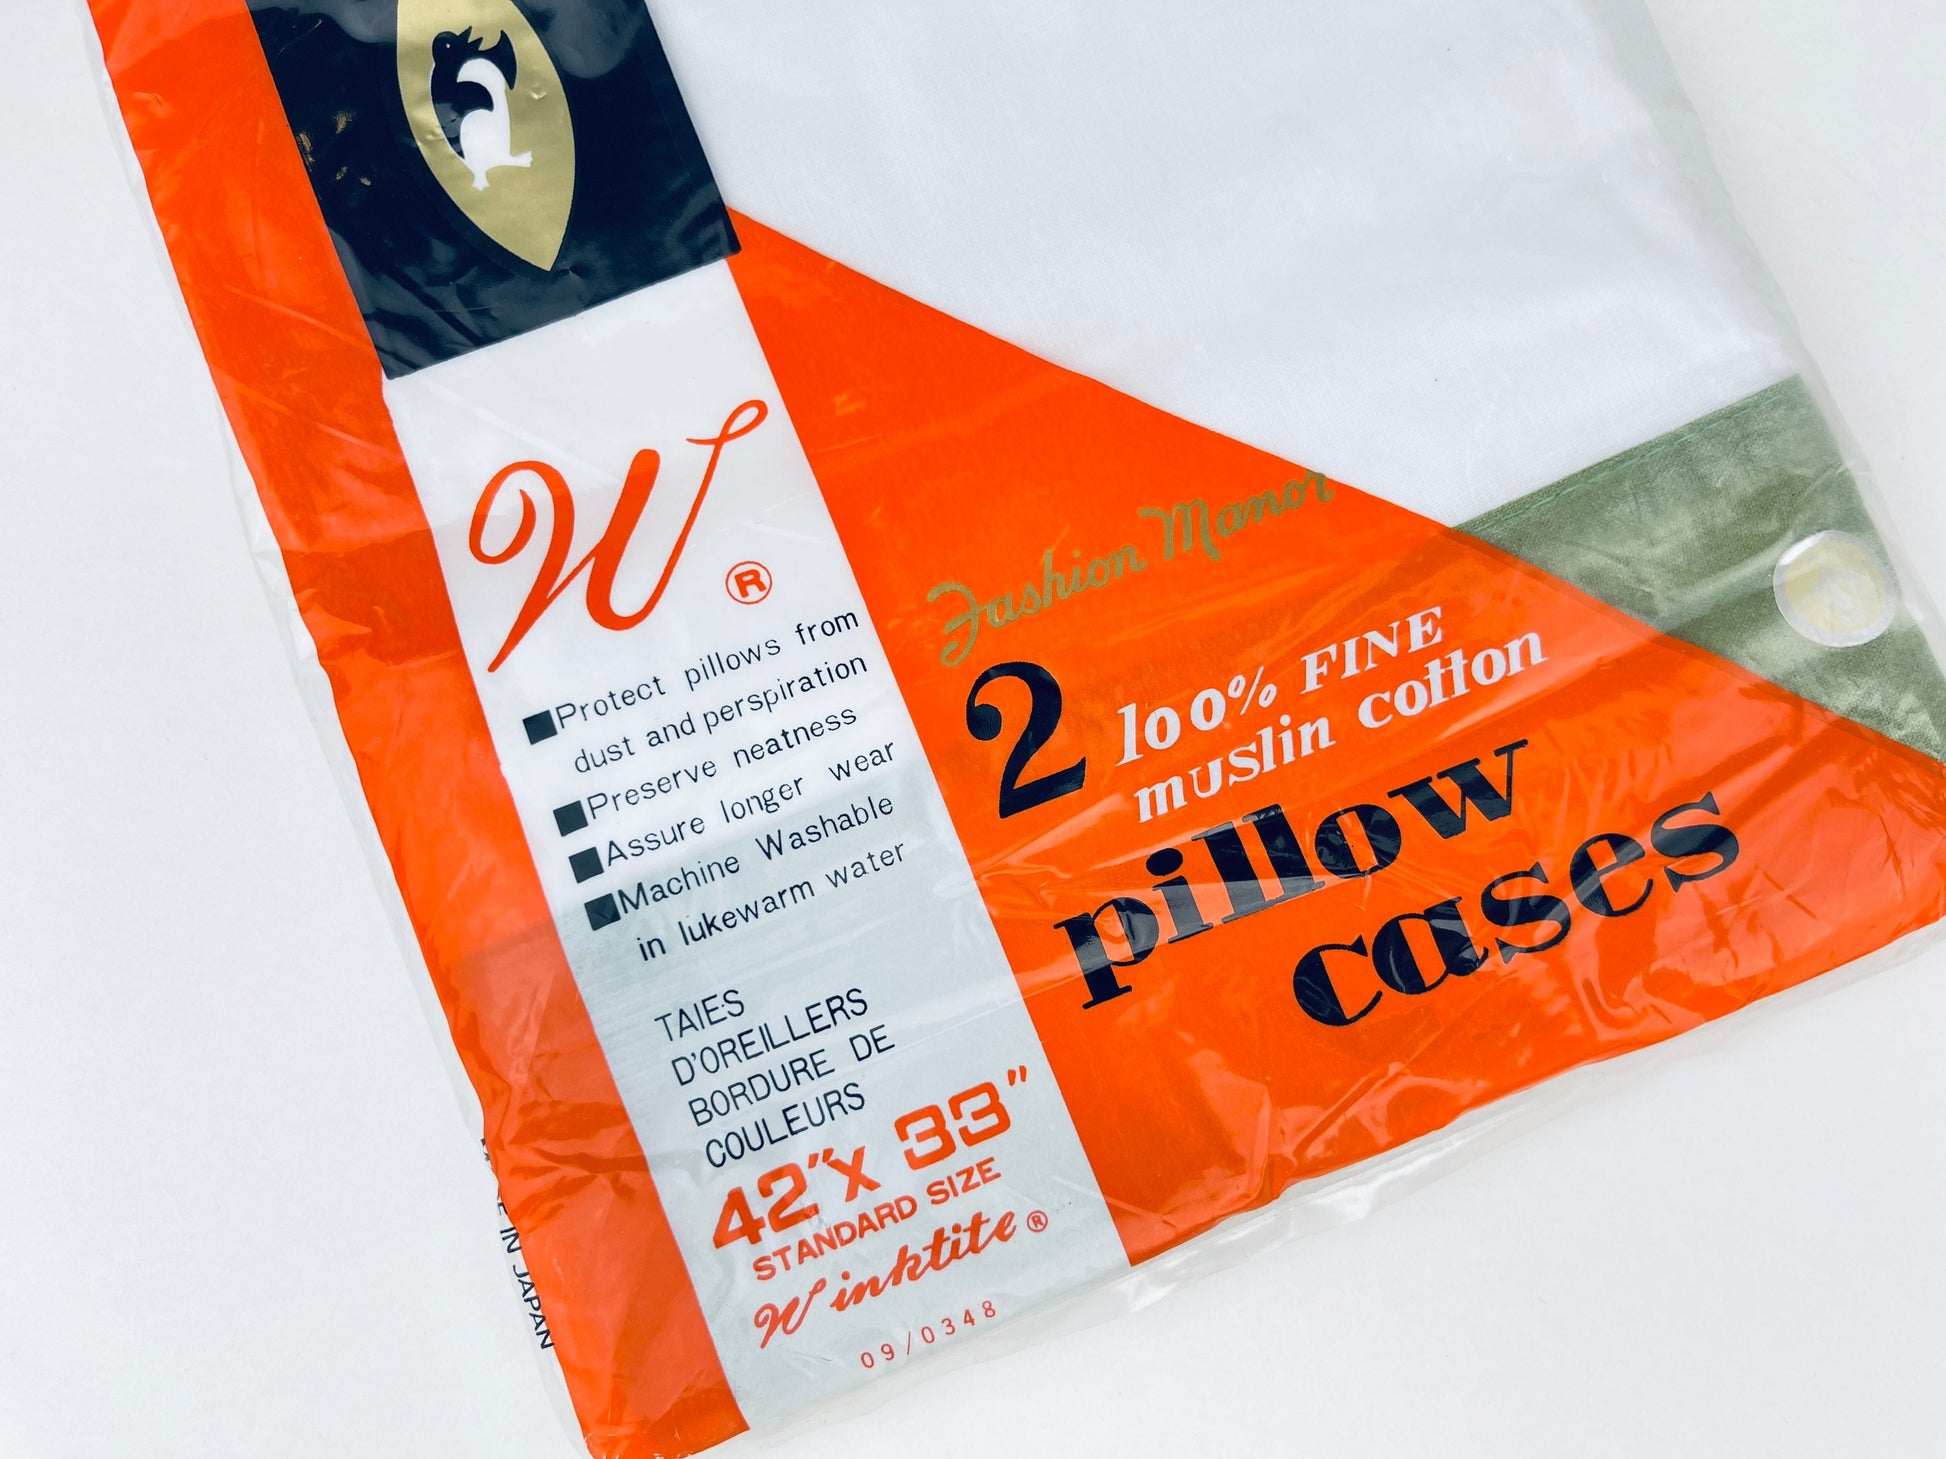 W ®
■Protect pillows from
dust and perspiration
■Preserve neatness
■Assure longer wear
■Machine Washable
in lukewarm water
TAIES
D'OREILLERS
BORDURE DE
COULEURS
42"X 33"
STANDARD SIZE
Winktite ®
09/0348
Fashion Manor
2
100% FINE
muslin cotton
pillow
cases
MADE IN JAPAN